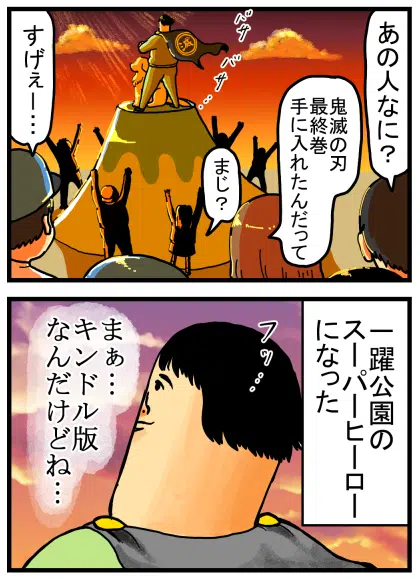 あの人なに?
鬼滅の刃
最終巻
手に入れたんだって
バサ…
バサ…
まじ?
すげぇー…
滅
一躍公園の
スーパーヒーロー
になった
フッ…
まぁ…
キンドル版
なんだけどね…